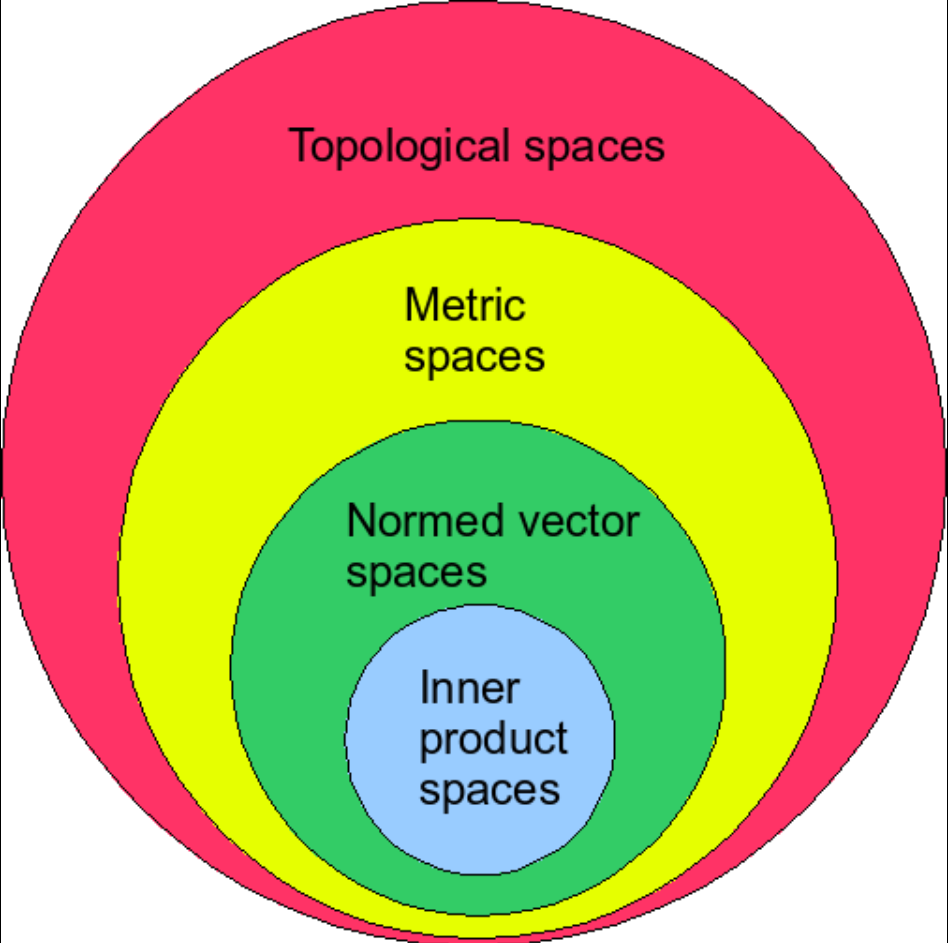 Topological spaces
Metric
spaces
Normed vector
spaces
Inner
product
spaces